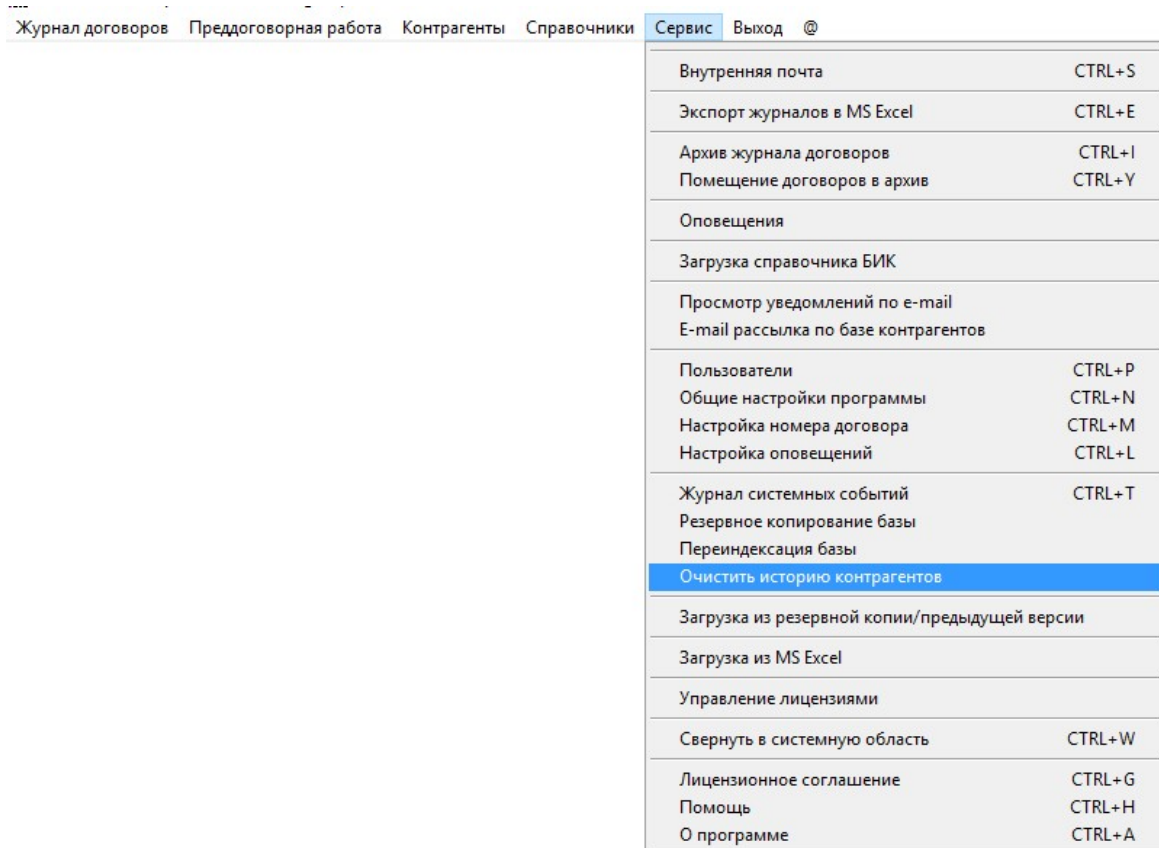 Журнал договоров Преддоговорная работа Контрагенты Справочники Сервис Выход @
Внутренняя почта CTRL+S
Экспорт журналов в MS Excel CTRL+E
Архив журнала договоров CTRL+I
Помещение договоров в архив CTRL+Y
Оповещения
Загрузка справочника БИК
Просмотр уведомлений по e-mail
E-mail рассылка по базе контрагентов
Пользователи CTRL+P
Общие настройки программы CTRL+N
Настройка номера договора CTRL+M
Настройка оповещений CTRL+L
Журнал системных событий CTRL+T
Резервное копирование базы
Переиндексация базы
Очистить историю контрагентов
Загрузка из резервной копии/предыдущей версии
Загрузка из MS Excel
Управление лицензиями
Свернуть в системную область CTRL+W
Лицензионное соглашение CTRL+G
Помощь CTRL+H
О программе CTRL+A